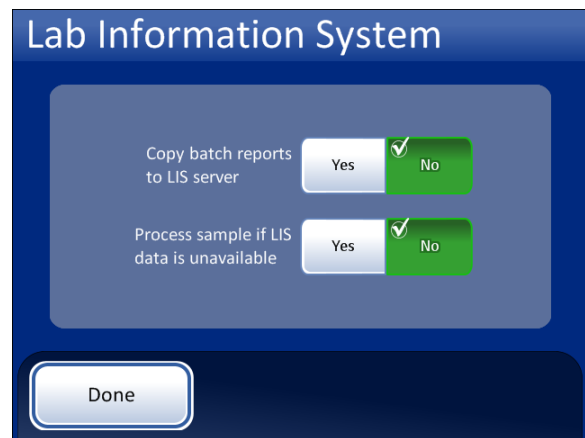 Lab Information System
Copy batch reports
to LIS server
Yes
No
Process sample if LIS
data is unavailable
Yes
No
Done